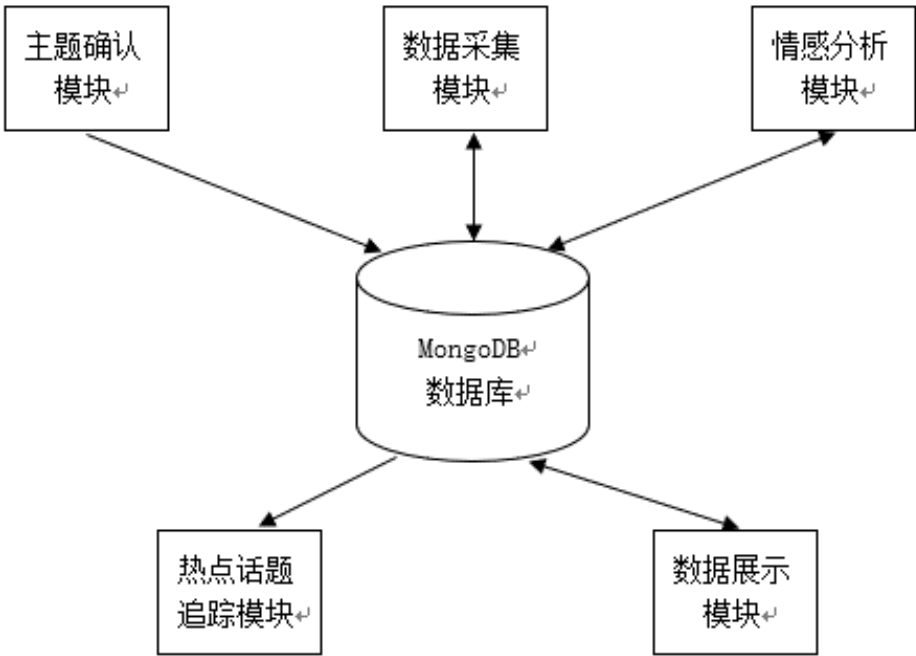 主题确认
模块↵
数据采集
模块↵
情感分析
模块↵
MongoDB↵
数据库↵
热点话题
追踪模块↵
数据展示
模块↵